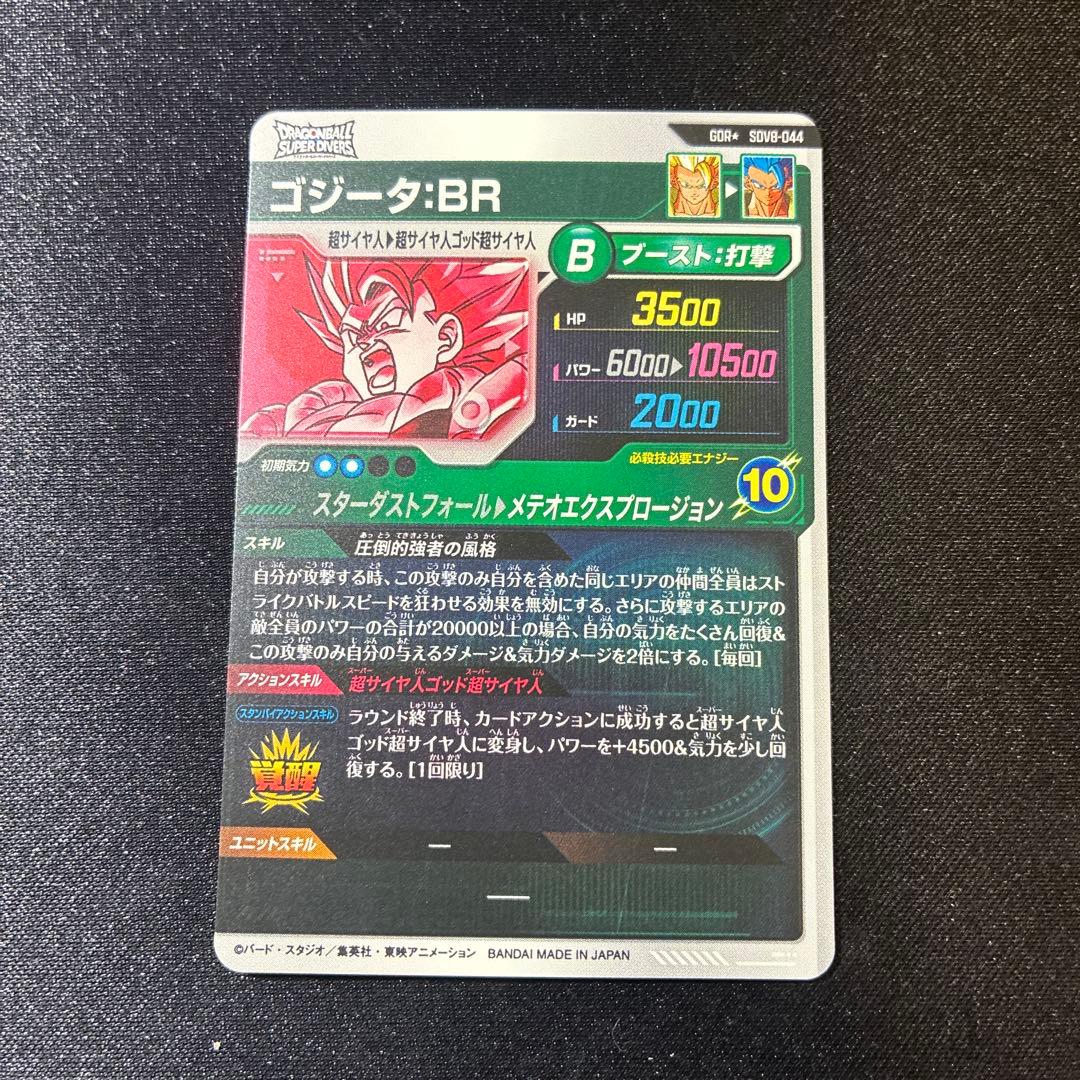 DRAGONBALL
SUPER DIVERS
GDR★ SDV8-044
ゴジータ:BR
超サイヤ人▶超サイヤ人ゴッド超サイヤ人
B ブースト:打撃
HP 3500
パワー 6000▶10500
ガード 2000
初期気力
必殺技必要エナジー
10
スターダストフォール▶メテオエクスプロージョン
スキル 圧倒的強者の風格
自分が攻撃する時、この攻撃のみ自分を含めた同じエリアの仲間全員はスト
ライクバトルスピードを狂わせる効果を無効にする。さらに攻撃するエリアの
敵全員のパワーの合計が20000以上の場合、自分の気力をたくさん回復&
この攻撃のみ自分の与えるダメージ&気力ダメージを2倍にする。[毎回]
アクションスキル 超サイヤ人ゴッド超サイヤ人
スタンバイアクションスキル
ラウンド終了時、カードアクションに成功すると超サイヤ人
ゴッド超サイヤ人に変身し、パワーを+4500&気力を少し回
復する。[1回限り]
覚醒
ユニットスキル ― ―
―
©バード・スタジオ/集英社・東映アニメーション BANDAI MADE IN JAPAN